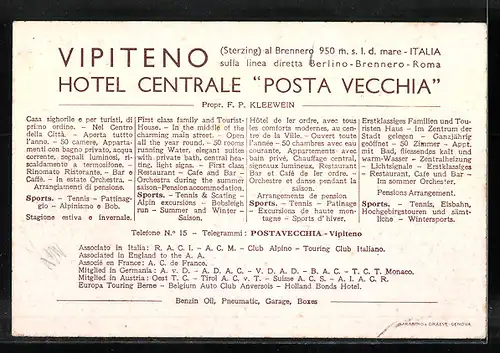 VIPITENO (Sterzing) al Brennero 950 m. s. l. d. mare - ITALIA
sulla linea diretta Berlino - Brennero - Roma
HOTEL CENTRALE "POSTA VECCHIA"
Propr. F. P. KLEEWEIN
Casa signorile e per turisti, di
primo ordine. - Nel Centro
della Città. - Aperta tutto
l'anno. - 50 camere, Appartamenti
con bagno privato, acqua
corrente, segnali luminosi, riscaldamento
a termosifone. -
Rinomato Ristorante - Bar e
Caffè. - In estate Orchestra. -
Arrangiamenti di pensione.
Sports. - Tennis - Pattinaggio
- Alpinismo e Bob.
Stagione estiva e invernale.
First class family and Tourist-
House. - In the middle of the
charming main street. - Open
all the year round. - 50 rooms
running Water, elegant suites
with private bath, central heating,
light signs. - First class
Restaurant - Cafe and Bar -
Orchestra during the summer
saison - Pension accommodation.
Sports. - Tennis & Scating -
Alpin excursions - Bobsleigh
run - Summer and Winter -
Saison.
Hôtel de 1er ordre, avec tous
les comforts modernes, au centre
de la Ville. - Ouvert toute
l'année - 50 chambres avec eau
courante, Appartements avec
bain privé, Chauffage central,
signeaux lumineux, Restaurant
Bar et Café de 1er ordre. -
Orchestre et danse pendant la
saison.
Arrangements de pension
Sports. - Tennis - Patinage
- Excursions de haute montagne
- Sports d'hiver.
Erstklassiges Familien und Touristen
Haus - Im Zentrum der
Stadt gelegen - Ganzjährig
geöffnet - 50 Zimmer - Appt.
mit Bad, fliessendes kalt und
warm-Wasser - Zentralheizung
- Lichtsignale - Erstklassiges
Restaurant, Cafe und Bar -
Im sommer Orchester.
Pensions Arrangement.
Sports. - Tennis, Eisbahn,
Hochgebirgstouren und sämtliche
- Wintersports.
Telefono N.º 15 - Telegrammi: POSTAVECCHIA - Vipiteno
Associato in Italia: R. A. C. I. - A. C. M. - Club Alpino - Touring Club Italiano.
Associated in England to the A. A.
Associé en France: A. C. de France.
Mitglied in Germania: A. v. D. - A. D. A. C. - V. D. A. D. - B. A. C. - T. C. T. Monaco.
Mitglied in Austria: Oest T. C. - Tirol A. C. v. T. - Suisse A. C. S. - A. I. A. C. R.
Europa Touring Berne - Belgium Auto Club Anversois - Holland Bonds Hotel.
Benzin Oil, Pneumatic, Garage, Boxes
& GRAEVE - GENOVA